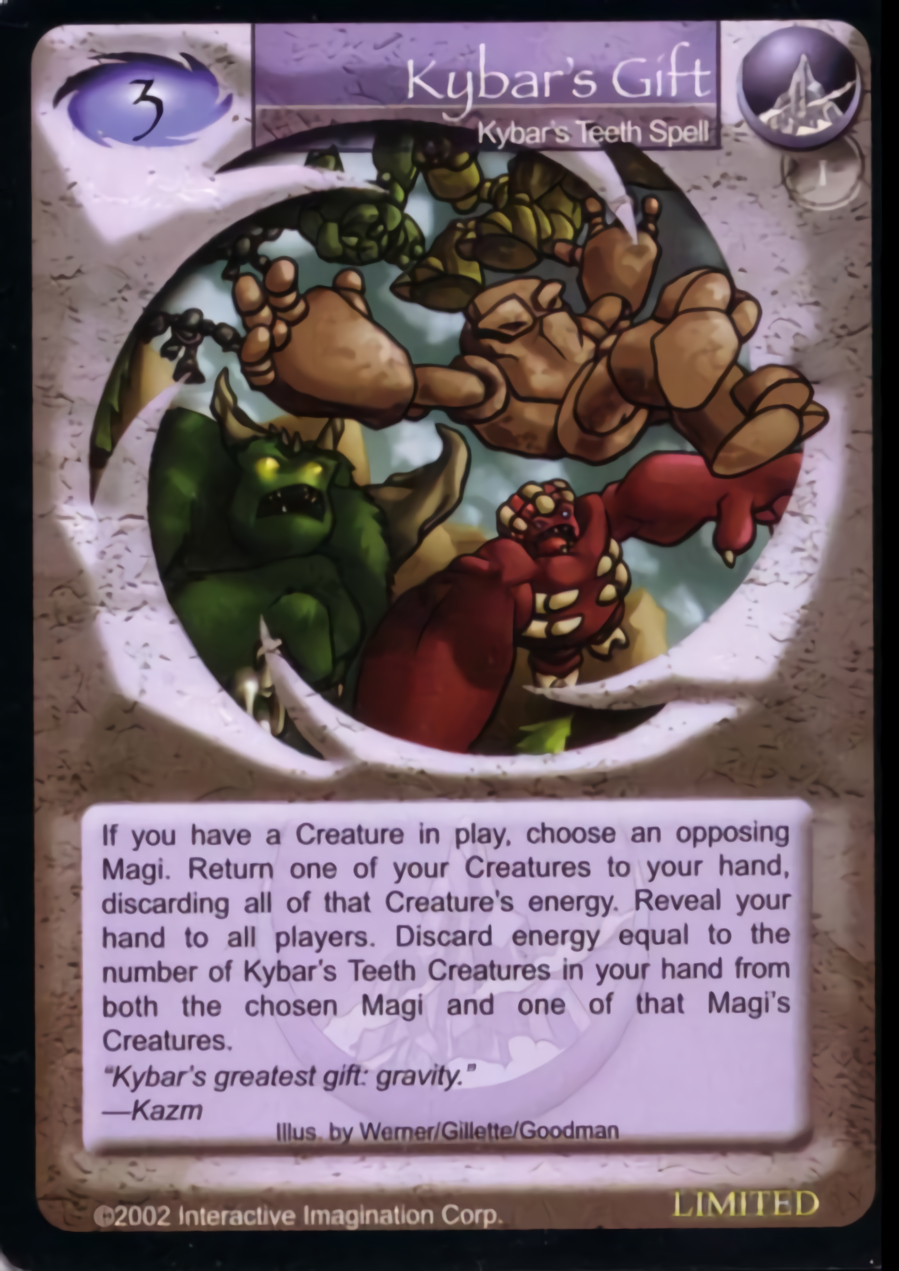 3
Kybar's Gift
Kybar's Teeth Spell
1
If you have a Creature in play, choose an opposing
Magi. Return one of your Creatures to your hand,
discarding all of that Creature's energy. Reveal your
hand to all players. Discard energy equal to the
number of Kybar's Teeth Creatures in your hand from
both the chosen Magi and one of that Magi's
Creatures.
"Kybar's greatest gift: gravity."
—Kazm
Illus. by Werner/Gillette/Goodman
©2002 Interactive Imagination Corp.
LIMITED